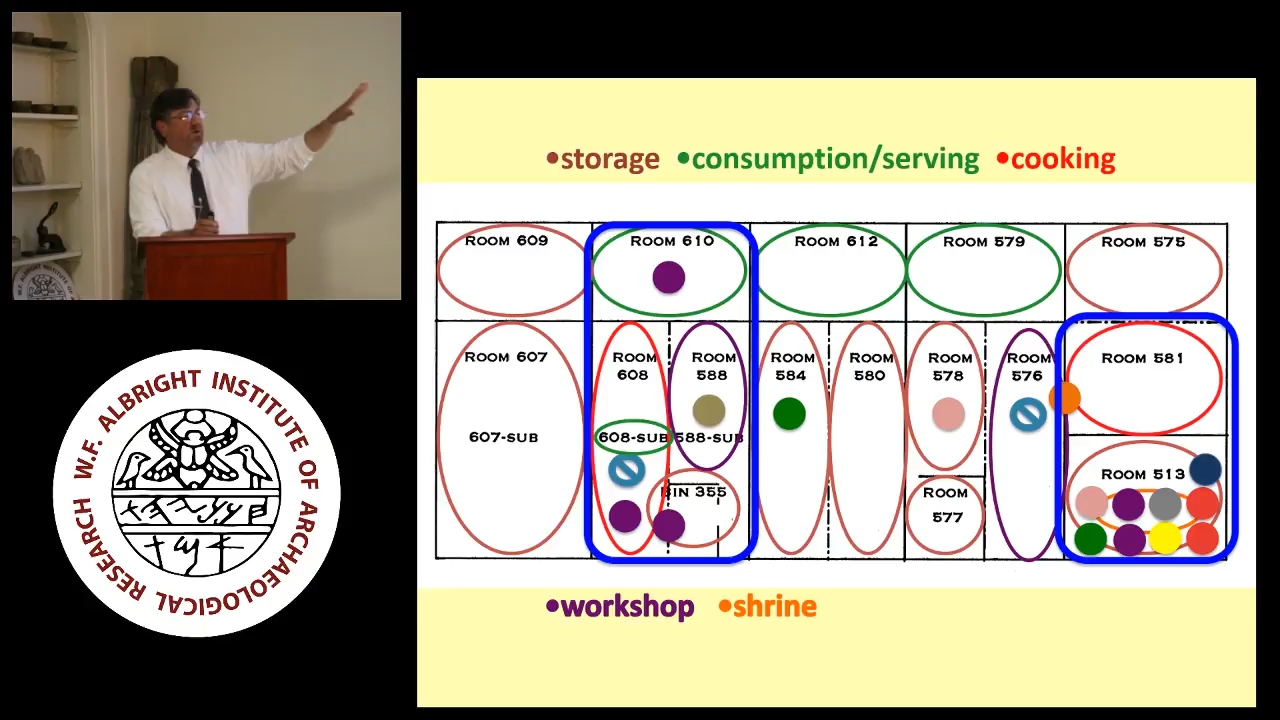 •storage •consumption/serving •cooking
ROOM 609
ROOM 610
ROOM 612
ROOM 579
ROOM 575
ROOM 607
607-SUB
ROOM
608
608-SUB
ROOM
588
588-SUB
BIN 355
ROOM
584
ROOM
580
ROOM
578
ROOM
577
ROOM
576
ROOM 581
ROOM 513
•workshop •shrine
W.F. ALBRIGHT INSTITUTE OF ARCHAEOLOGICAL RESEARCH